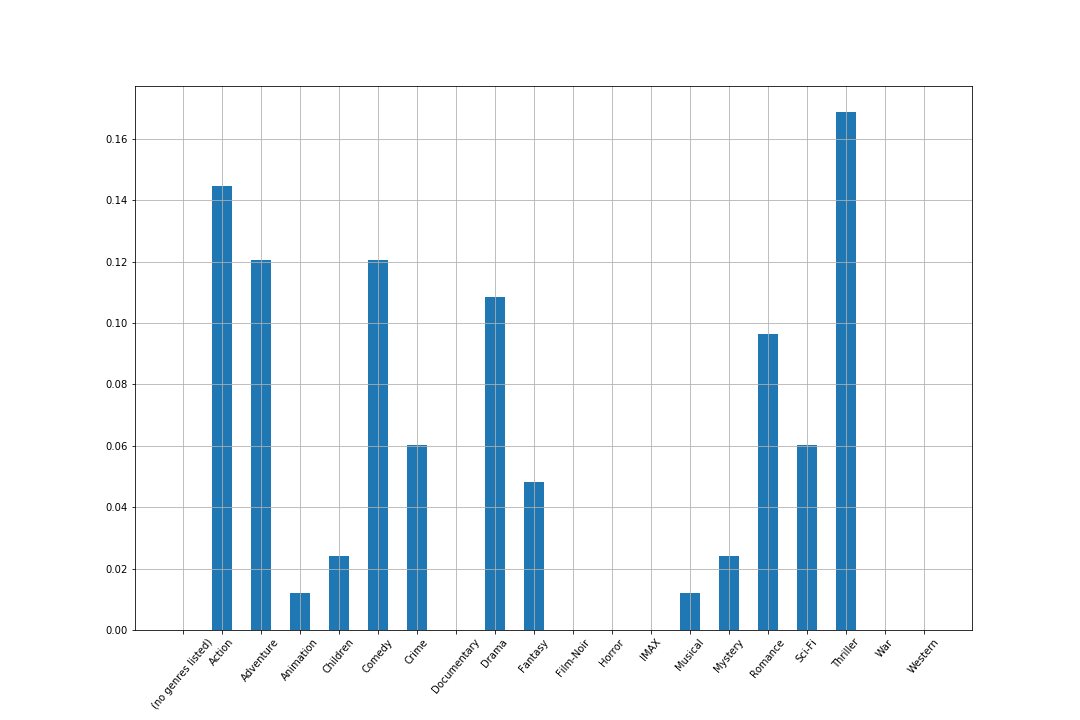 0.16
0.14
0.12
0.10
0.08
0.06
0.04
0.02
0.00
(no genres listed)
Action
Adventure
Animation
Children
Comedy
Crime
Documentary
Drama
Fantasy
Film-Noir
Horror
IMAX
Musical
Mystery
Romance
Sci-Fi
Thriller
War
Western